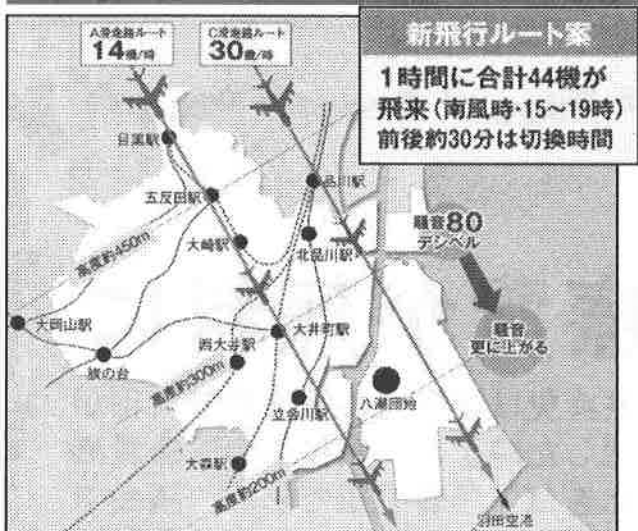 A滑走路ルート
14機/時
C滑走路ルート
30機/時
新飛行ルート案
1時間に合計44機が
飛来(南風時・15～19時)
前後約30分は切換時間
目黒駅
品川駅
五反田駅
騒音80
デシベル
大崎駅
北品川駅
高度約450m
大岡山駅
大井町駅
騒音
更に上がる
西大井駅
旗の台
高度約300m
八潮団地
立会川駅
大森駅
高度約200m
羽田空港